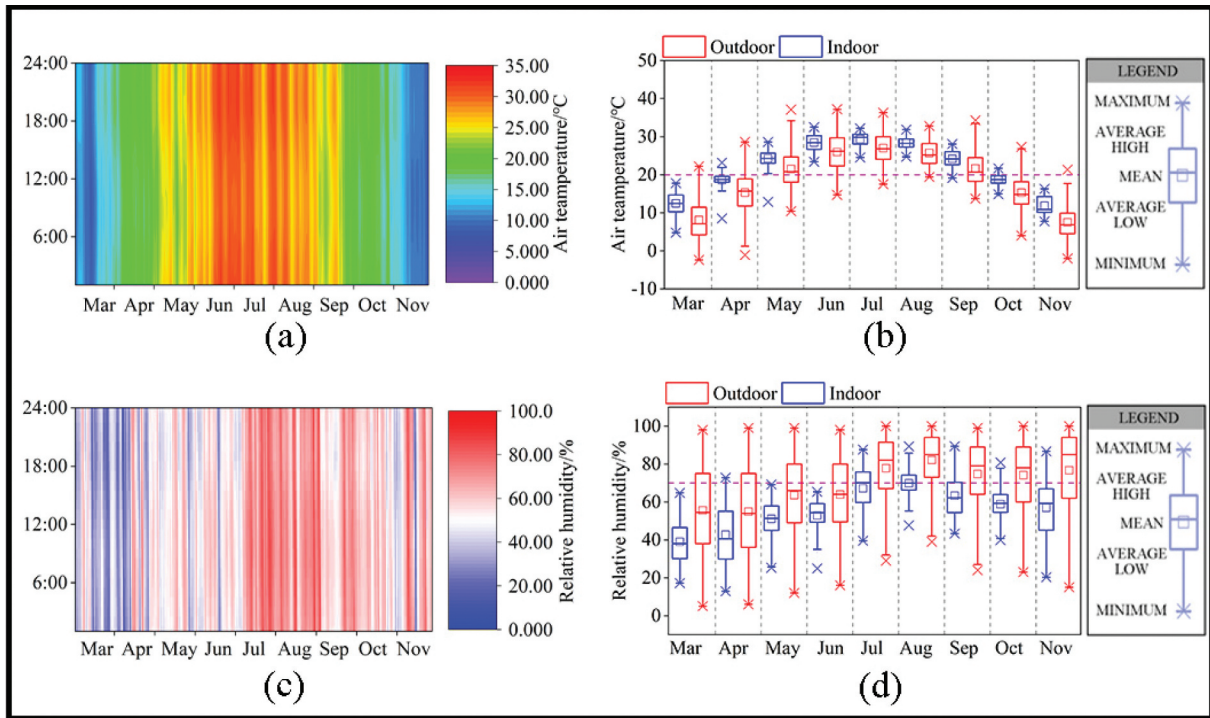 24:00
18:00
12:00
6:00
Mar Apr May Jun Jul Aug Sep Oct Nov
35.00
30.00
25.00
20.00
15.00
10.00
5.000
0.000
Air teamperature/°C
(a)
Outdoor Indoor
50
40
30
20
10
0
-10
Air teamperature/°C
Mar Apr May Jun Jul Aug Sep Oct Nov
LEGEND
MAXIMUM
AVERAGE
HIGH
MEAN
AVERAGE
LOW
MINIMUM
(b)
24:00
18:00
12:00
6:00
Mar Apr May Jun Jul Aug Sep Oct Nov
100.0
80.00
60.00
40.00
20.00
0.000
Relative humidity/%
(c)
Outdoor Indoor
100
80
60
40
20
0
Relative humidity/%
Mar Apr May Jun Jul Aug Sep Oct Nov
LEGEND
MAXIMUM
AVERAGE
HIGH
MEAN
AVERAGE
LOW
MINIMUM
(d)